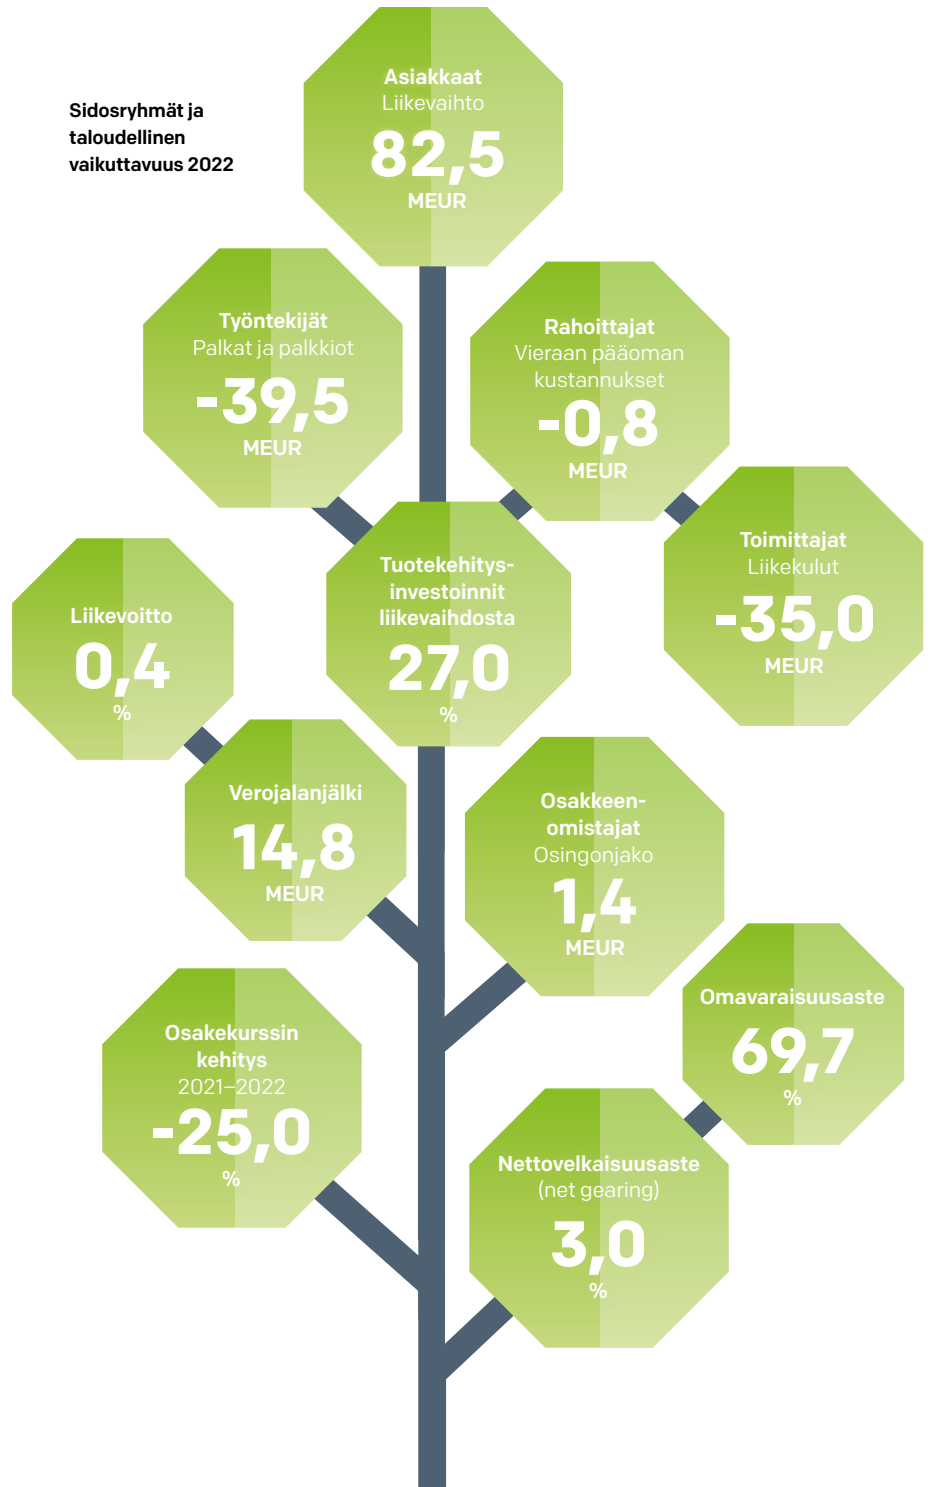 Sidosryhmät ja
taloudellinen
vaikuttavuus 2022
Asiakkaat
Liikevaihto
82,5
MEUR
Työntekijät
Palkat ja palkkiot
-39,5
MEUR
Rahoittajat
Vieraan pääoman
kustannukset
-0,8
MEUR
Toimittajat
Liikekulut
-35,0
MEUR
Tuotekehitys-
investoinnit
liikevaihdosta
27,0
%
Liikevoitto
0,4
%
Verojalanjälki
14,8
MEUR
Osakkeen-
omistajat
Osingonjako
1,4
MEUR
Omavaraisuusaste
69,7
%
Osakekurssin
kehitys
2021–2022
-25,0
%
Nettovelkaisuusaste
(net gearing)
3,0
%